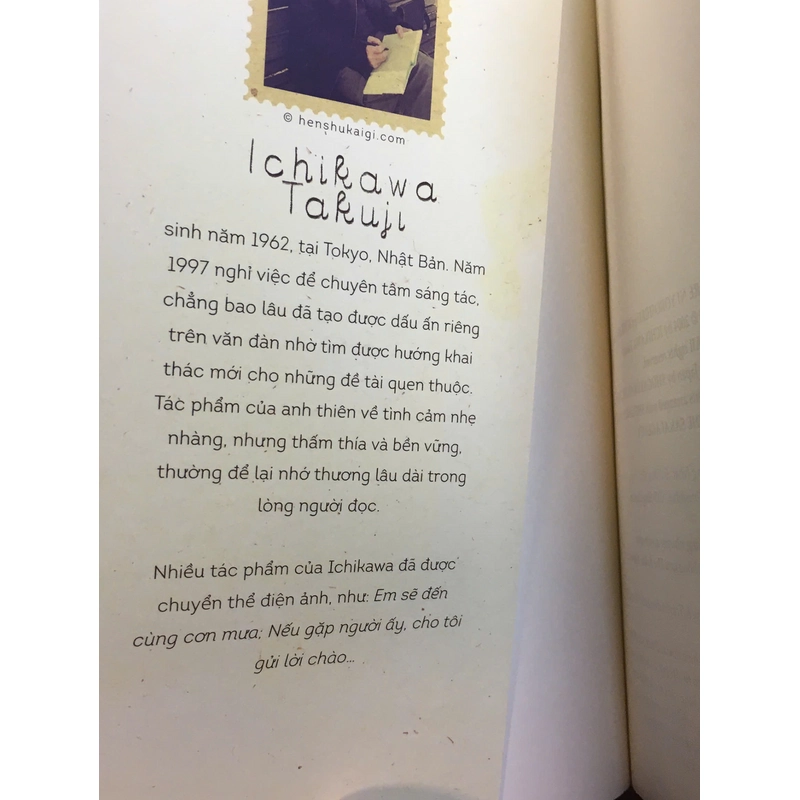 © henshukaigi.com
Ichikawa
Takuji
sinh năm 1962, tại Tokyo, Nhật Bản. Năm
1997 nghỉ việc để chuyên tâm sáng tác,
chẳng bao lâu đã tạo được dấu ấn riêng
trên văn đàn nhờ tìm được hướng khai
thác mới cho những đề tài quen thuộc.
Tác phẩm của anh thiên về tình cảm nhẹ
nhàng, nhưng thấm thía và bền vững,
thường để lại nhớ thương lâu dài trong
lòng người đọc.
Nhiều tác phẩm của Ichikawa đã được
chuyển thể điện ảnh, như: Em sẽ đến
cùng cơn mưa; Nếu gặp người ấy, cho tôi
gửi lời chào...